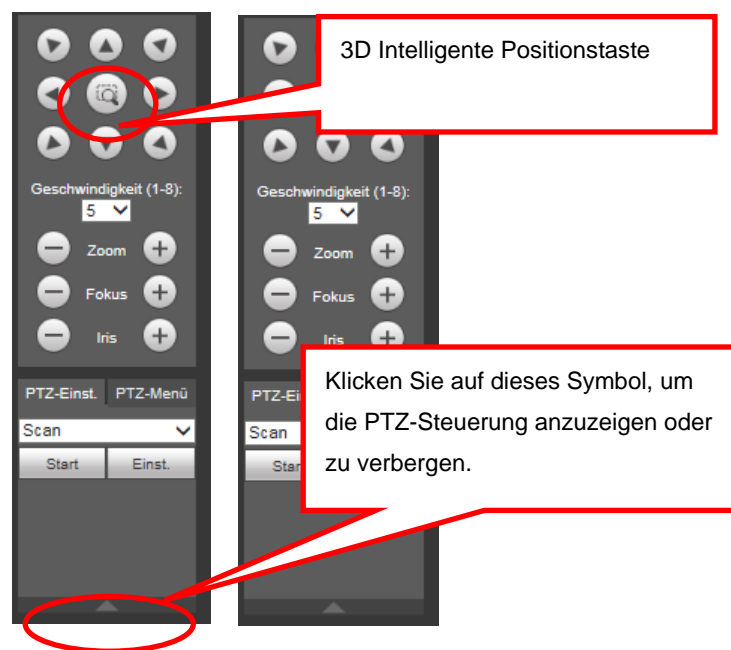 3D Intelligente Positionstaste
Geschwindigkeit (1-8):
5
Zoom
Fokus
Iris
PTZ-Einst. PTZ-Menü
Scan
Start Einst.
Geschwindigkeit (1-8):
5
Zoom
Fokus
Iris
PTZ-Ei
Scan
Star
Klicken Sie auf dieses Symbol, um
die PTZ-Steuerung anzuzeigen oder
zu verbergen.